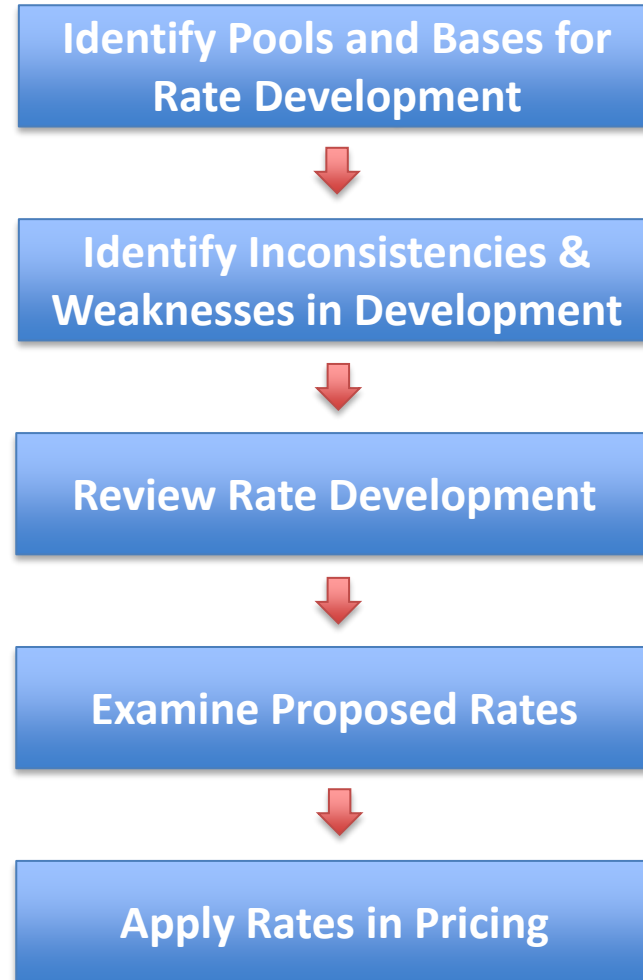 Identify Pools and Bases for
Rate Development
Identify Inconsistencies &
Weaknesses in Development
Review Rate Development
Examine Proposed Rates
Apply Rates in Pricing